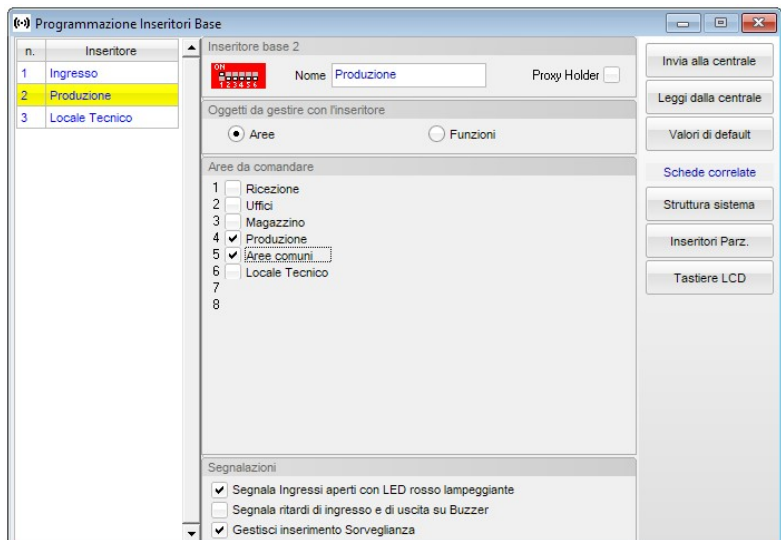 Programmazione Inseritori Base
n. Inseritore
1 Ingresso
2 Produzione
3 Locale Tecnico
Inseritore base 2
ON
1 2 3 4 5 6
Nome Produzione Proxy Holder
Oggetti da gestire con l'inseritore
Aree Funzioni
Aree da comandare
1 Ricezione
2 Uffici
3 Magazzino
4 Produzione
5 Aree comuni
6 Locale Tecnico
7
8
Segnalazioni
Segnala Ingressi aperti con LED rosso lampeggiante
Segnala ritardi di ingresso e di uscita su Buzzer
Gestisci inserimento Sorveglianza
Invia alla centrale
Leggi dalla centrale
Valori di default
Schede correlate
Struttura sistema
Inseritori Parz.
Tastiere LCD